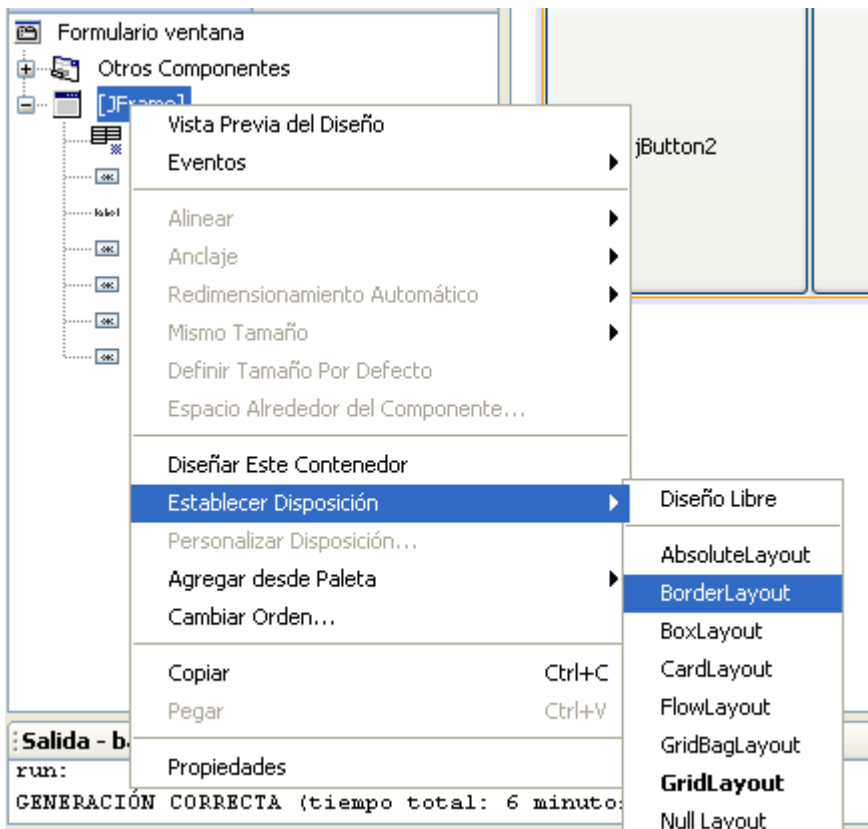 Formulario ventana
Otros Componentes
[JFrame]
label
Vista Previa del Diseño
Eventos
Alinear
Anclaje
Redimensionamiento Automático
Mismo Tamaño
Definir Tamaño Por Defecto
Espacio Alrededor del Componente...
Diseñar Este Contenedor
Establecer Disposición
Personalizar Disposición...
Agregar desde Paleta
Cambiar Orden...
Copiar Ctrl+C
Pegar Ctrl+V
Propiedades
jButton2
Diseño Libre
AbsoluteLayout
BorderLayout
BoxLayout
CardLayout
FlowLayout
GridBagLayout
GridLayout
Null Layout
Salida - b
run:
GENERACIÓN CORRECTA (tiempo total: 6 minuto